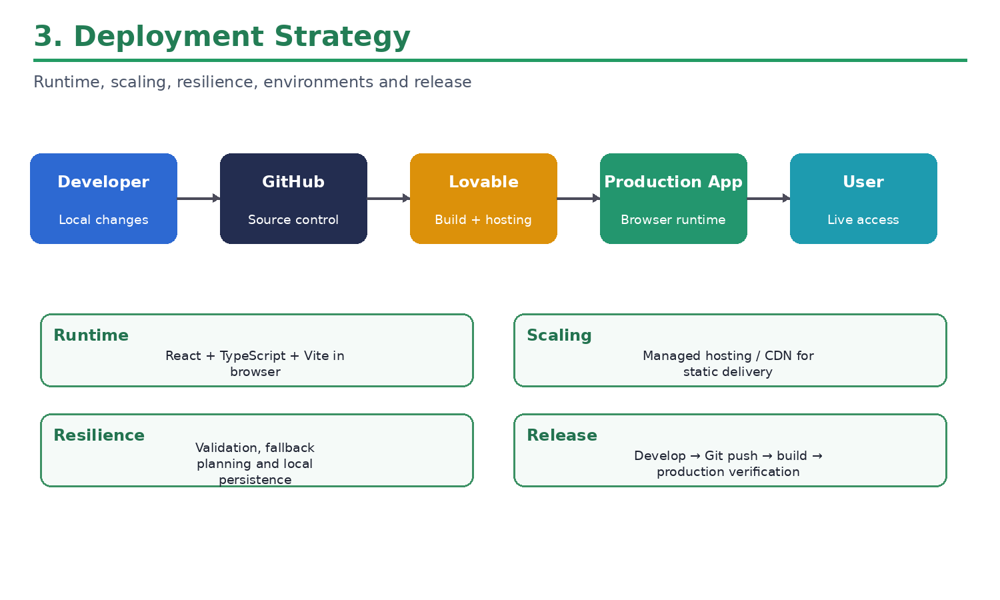 3. Deployment Strategy
Runtime, scaling, resilience, environments and release
Developer
Local changes
GitHub
Source control
Lovable
Build + hosting
Production App
Browser runtime
User
Live access
Runtime
React + TypeScript + Vite in
browser
Scaling
Managed hosting / CDN for
static delivery
Resilience
Validation, fallback
planning and local
persistence
Release
Develop → Git push → build →
production verification